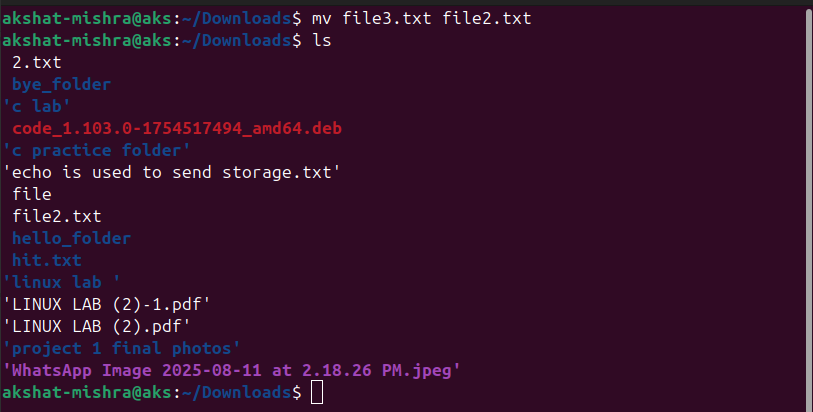 akshat-mishra@aks:~/Downloads$ mv file3.txt file2.txt
akshat-mishra@aks:~/Downloads$ ls
2.txt
bye_folder
'c lab'
code_1.103.0-1754517494_amd64.deb
'c practice folder'
'echo is used to send storage.txt'
file
file2.txt
hello_folder
hit.txt
'linux lab '
'LINUX LAB (2)-1.pdf'
'LINUX LAB (2).pdf'
'project 1 final photos'
'WhatsApp Image 2025-08-11 at 2.18.26 PM.jpeg'
akshat-mishra@aks:~/Downloads$